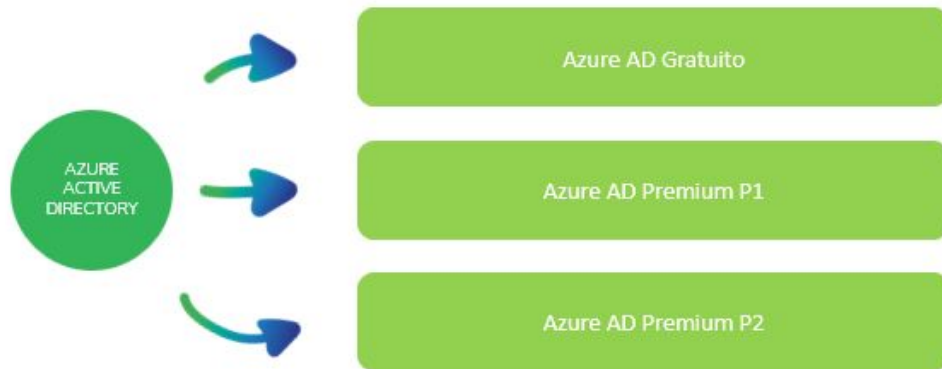 AZURE
ACTIVE
DIRECTORY
Azure AD Gratuito
Azure AD Premium P1
Azure AD Premium P2